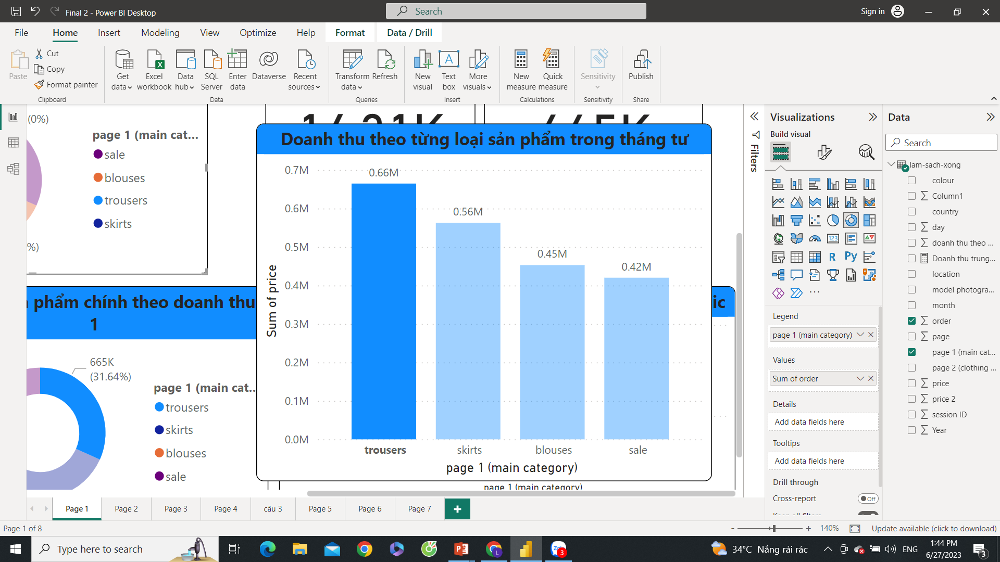 Final 2 - Power BI Desktop
Search
Sign in
File Home Insert Modeling View Optimize Help Format Data / Drill
Paste
Cut
Copy
Format painter
Clipboard
Get data
Excel workbook
Data hub
SQL Server
Enter data
Dataverse
Recent sources
Data
Transform data
Refresh
Queries
New visual
Text box
More visuals
Insert
New measure
Quick measure
Calculations
Sensitivity
Sensitivity
Publish
Share
(0%)
page 1 (main cat...
sale
blouses
trousers
skirts
%)
phẩm chính theo doanh thu
1
665K
(31.64%)
page 1 (main cat...
trousers
skirts
blouses
sale
Doanh thu theo từng loại sản phẩm trong tháng tư
Sum of price
0.7M
0.6M
0.5M
0.4M
0.3M
0.2M
0.1M
0.0M
0.66M
0.56M
0.45M
0.42M
trousers skirts blouses sale
page 1 (main category)
ic
page 1 (main category)
Filters
Visualizations
Build visual
123
R
Py
Legend
page 1 (main category)
Values
Sum of order
Details
Add data fields here
Tooltips
Add data fields here
Drill through
Cross-report
Off
Keep all filters
Data
Search
lam-sach-xong
colour
Column1
country
day
doanh thu theo ...
Doanh thu trung...
location
model photogra...
month
order
page
page 1 (main cat...
page 2 (clothing ...
price
price 2
session ID
Year
Page 1 Page 2 Page 3 Page 4 câu 3 Page 5 Page 6 Page 7
Page 1 of 8
- + 140%
Update available (click to download)
Type here to search
34°C Nắng rải rác
ENG
1:44 PM
6/27/2023
3